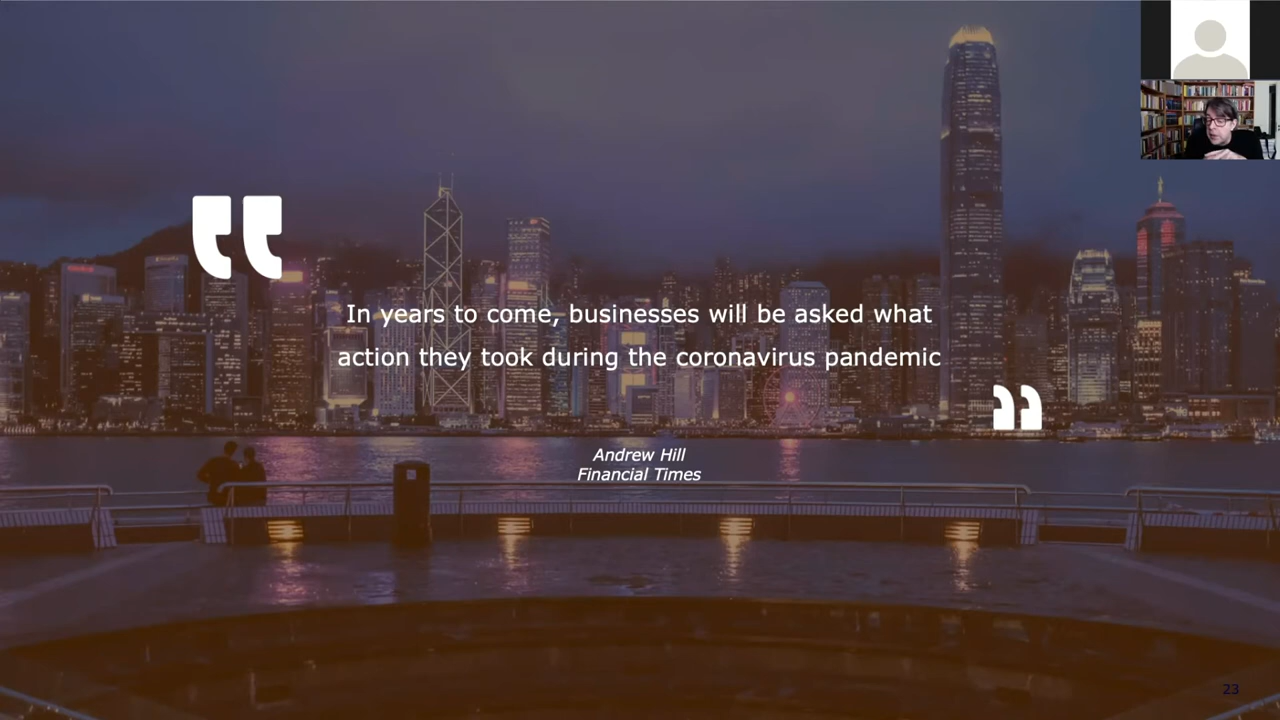 In years to come, businesses will be asked what
action they took during the coronavirus pandemic
Andrew Hill
Financial Times
23